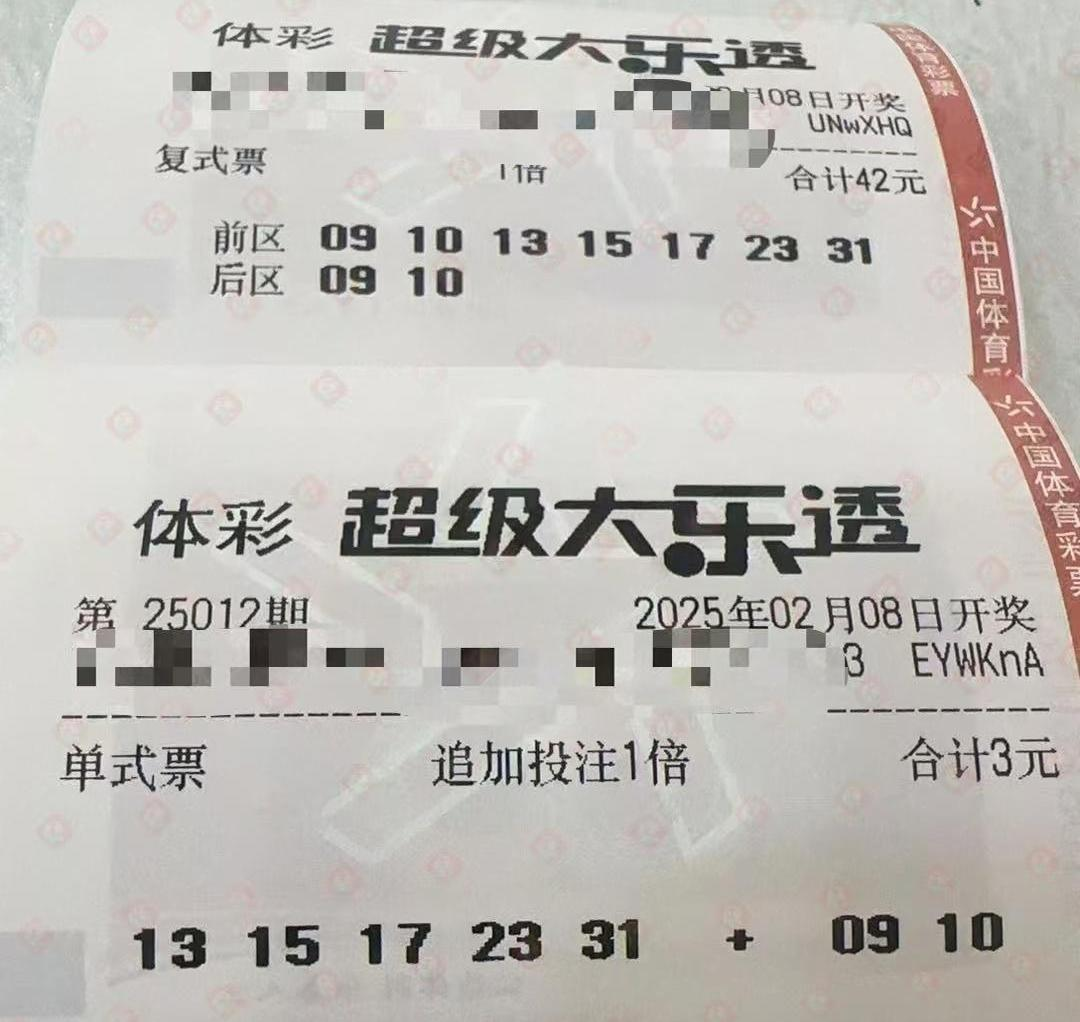 体彩 超级大乐透
月08日开奖
UNwXHQ
复式票 1倍 合计42元
前区 09 10 13 15 17 23 31
后区 09 10
中国体育彩票
中国体育
体彩 超级大乐透
第 25012期 2025年02月08日开奖
3 EYWKnA
单式票 追加投注1倍 合计3元
13 15 17 23 31 + 09 10
中国体育彩票